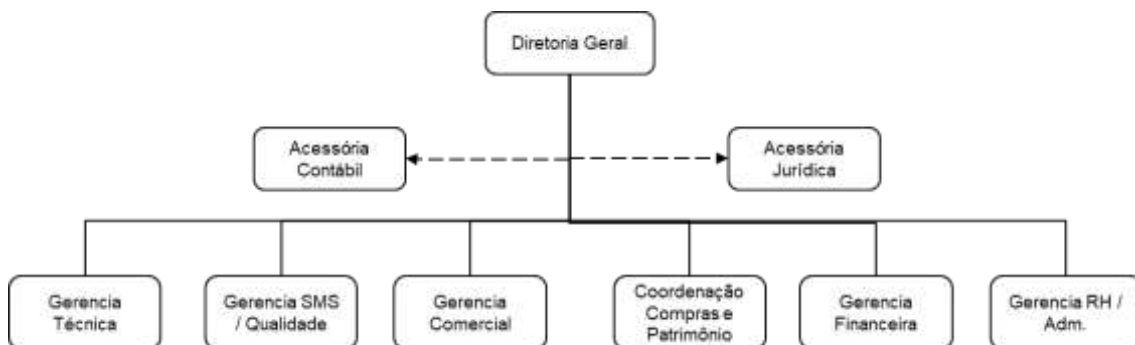 Diretoria Geral
Acessória
Contábil
Acessória
Jurídica
Gerencia
Técnica
Gerencia SMS
/ Qualidade
Gerencia
Comercial
Coordenação
Compras e
Patrimônio
Gerencia
Financeira
Gerencia RH /
Adm.